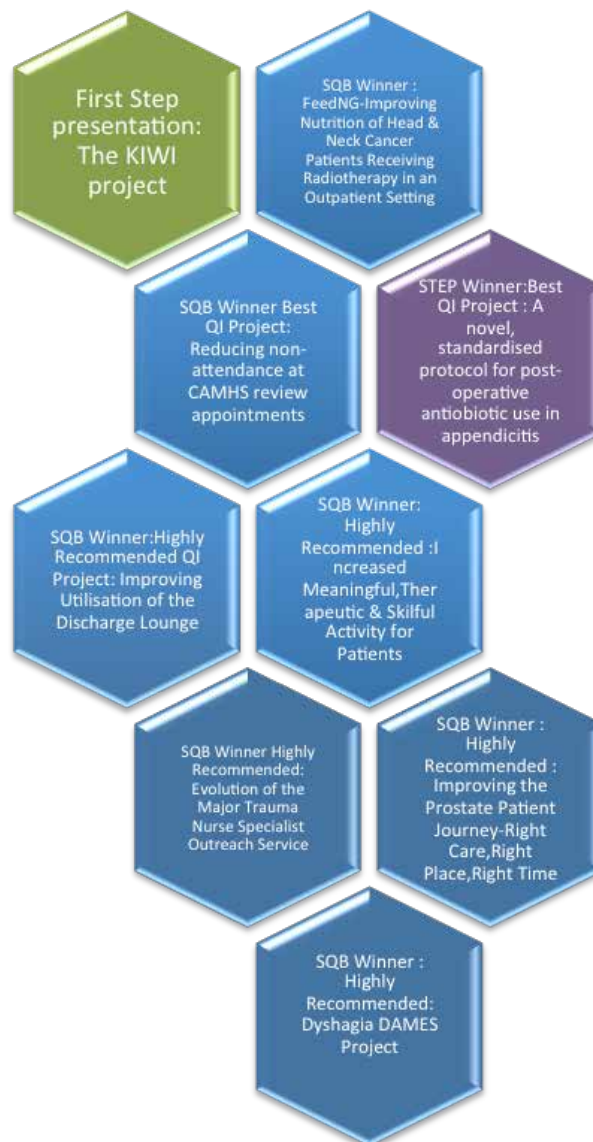 First Step
presentation:
The KIWI
project
SQB Winner :
FeedNG-Improving
Nutrition of Head &
Neck Cancer
Patients Receiving
Radiotherapy in an
Outpatient Setting
SQB Winner Best
QI Project:
Reducing non-
attendance at
CAMHS review
appointments
STEP Winner:Best
QI Project : A
novel,
standardised
protocol for post-
operative
antiobiotic use in
appendicitis
SQB Winner:Highly
Recommended QI
Project: Improving
Utilisation of the
Discharge Lounge
SQB Winner:
Highly
Recommended :I
ncreased
Meaningful,Ther
apeutic & Skilful
Activity for
Patients
SQB Winner Highly
Recommended:
Evolution of the
Major Trauma
Nurse Specialist
Outreach Service
SQB Winner :
Highly
Recommended :
Improving the
Prostate Patient
Journey-Right
Care,Right
Place,Right Time
SQB Winner :
Highly
Recommended:
Dyshagia DAMES
Project